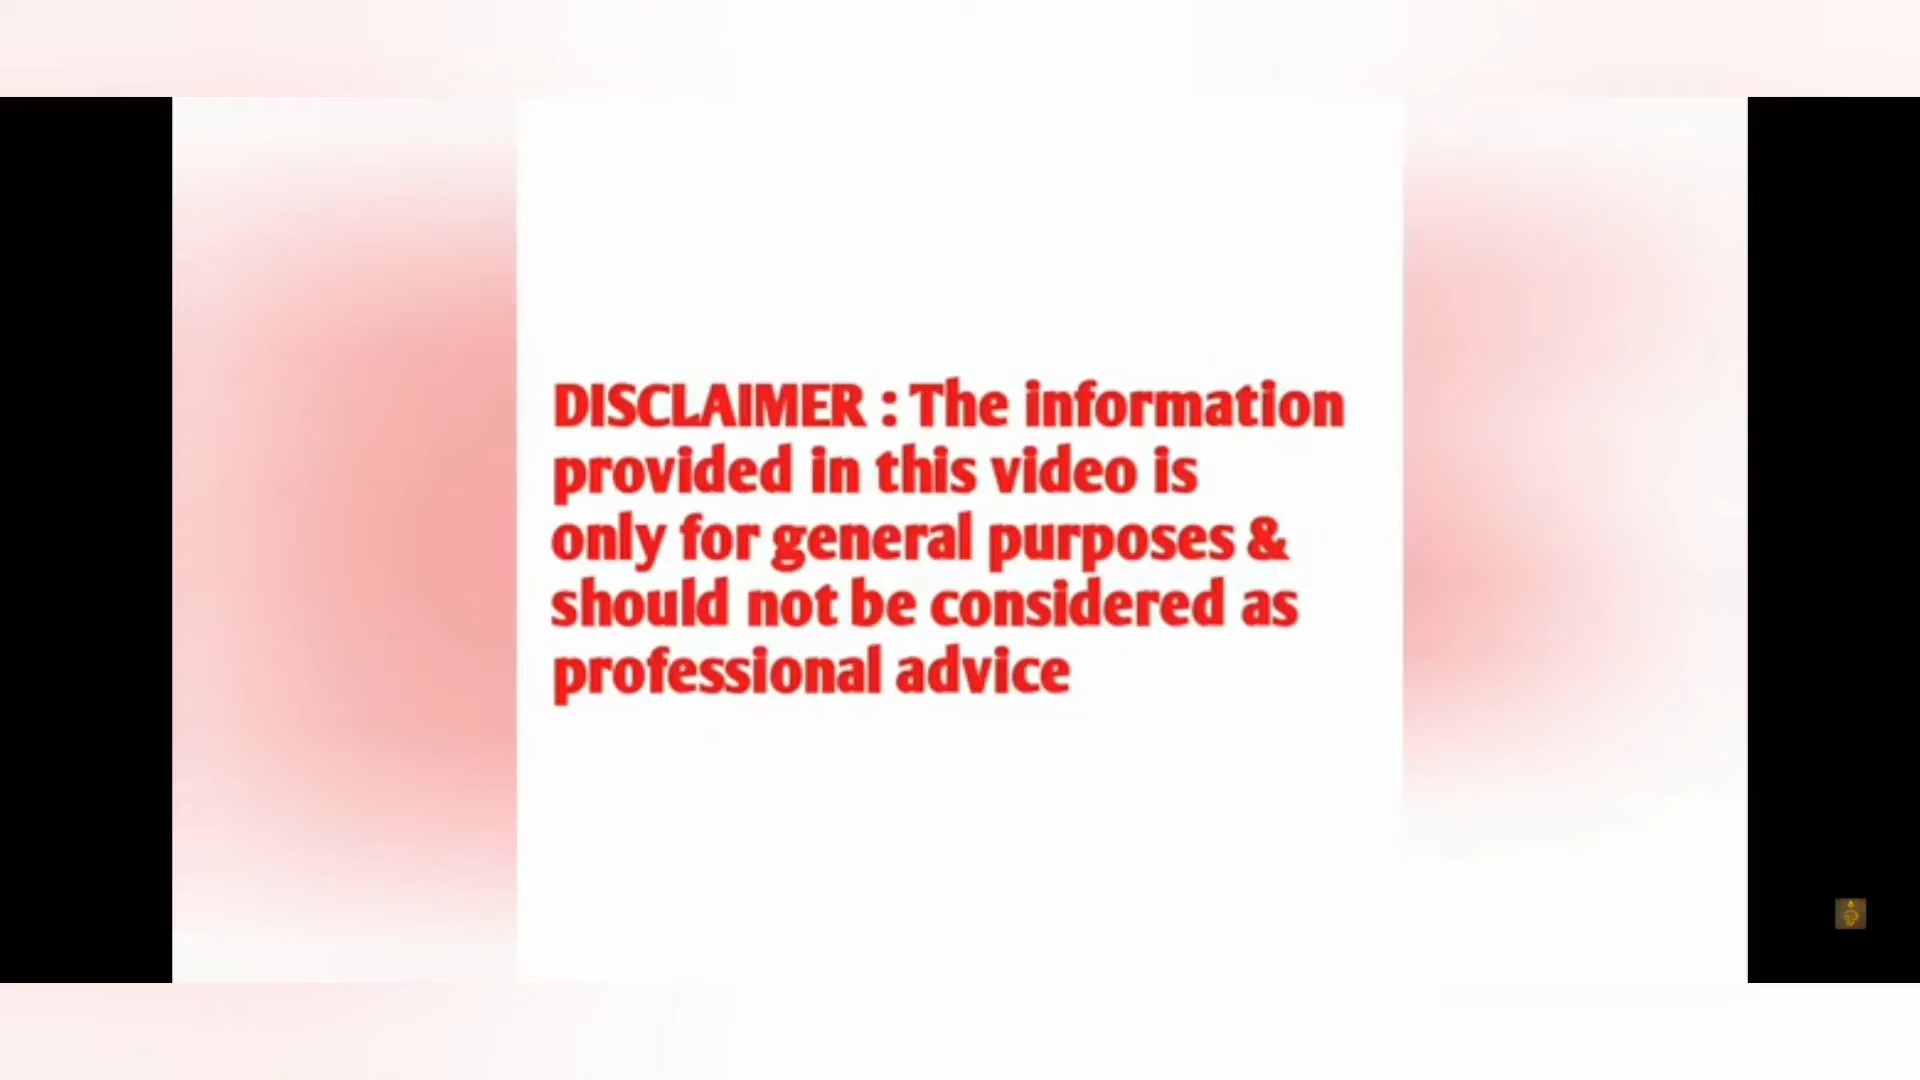 DISCLAIMER : The information
provided in this video is
only for general purposes &
should not be considered as
professional advice